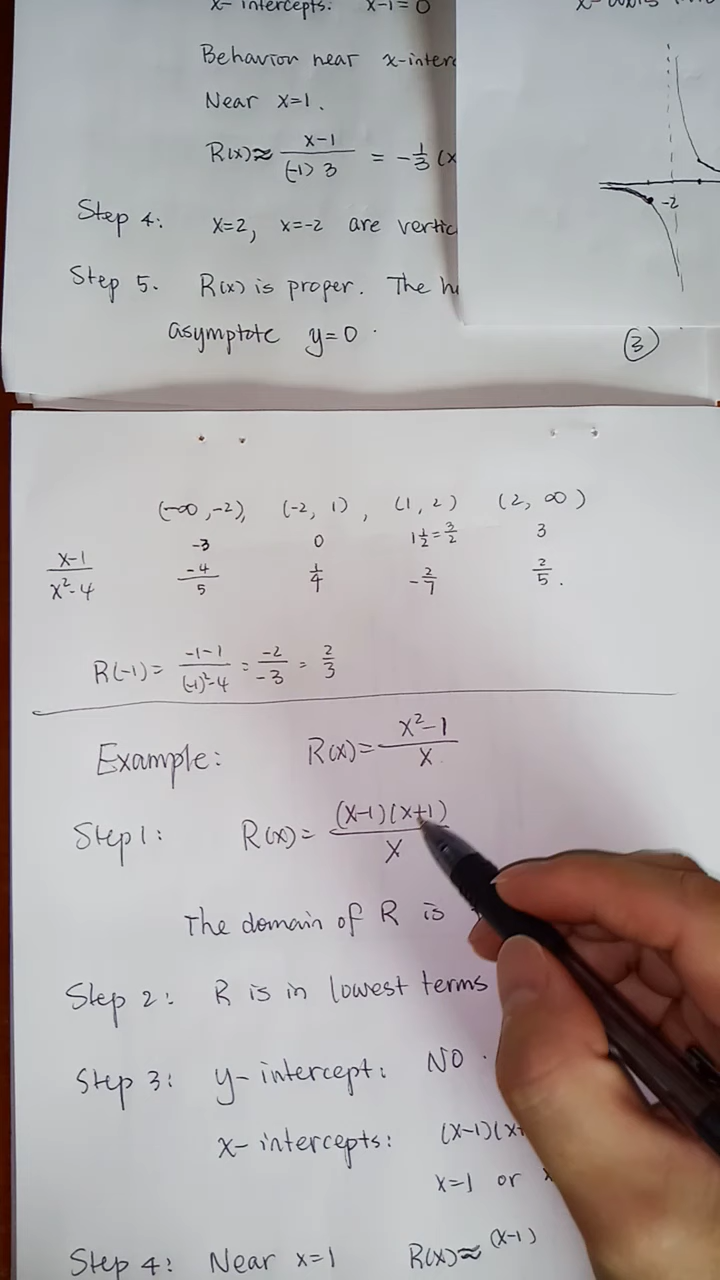 x- intercepts: x-1=0
Behavior near x-interc
Near x=1.
R(x)≈ (x-1)/((-1) 3) = -1/3 (x
Step 4: x=2, x=-2 are vertic
Step 5. R(x) is proper. The h
asymptote y=0.
-2
③
(-∞,-2), (-2, 1), (1, 2) (2, ∞)
-3 0 1 1/2 = 3/2 3
(x-1)/(x²-4) -4/5 1/4 -2/7 2/5.
R(-1) = (-1-1)/((-1)²-4) = -2/-3 = 2/3
Example: R(x) = (x²-1)/x
Step1: R(x) = (x-1)(x+1)/x
The domain of R is
Step 2: R is in lowest terms
Step 3: y-intercept: NO.
x- intercepts: (x-1)(x+
x=1 or x
Step 4: Near x=1 R(x)≈ (x-1)